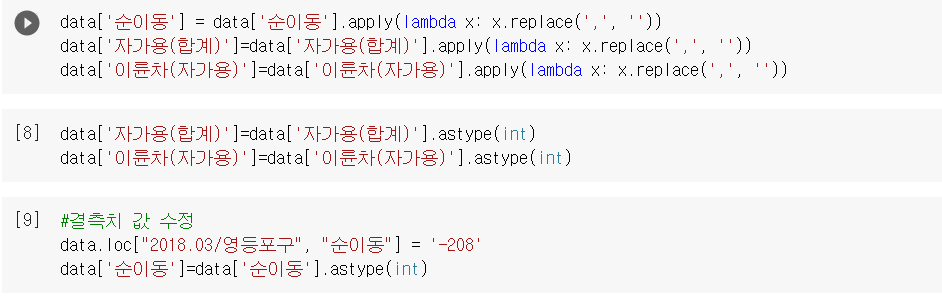 data['순이동'] = data['순이동'].apply(lambda x: x.replace(',', ''))
data['자가용(합계)']=data['자가용(합계)'].apply(lambda x: x.replace(',', ''))
data['이륜차(자가용)']=data['이륜차(자가용)'].apply(lambda x: x.replace(',', ''))
[8] data['자가용(합계)']=data['자가용(합계)'].astype(int)
data['이륜차(자가용)']=data['이륜차(자가용)'].astype(int)
[9] #결측치 값 수정
data.loc["2018.03/영등포구", "순이동"] = '-208'
data['순이동']=data['순이동'].astype(int)